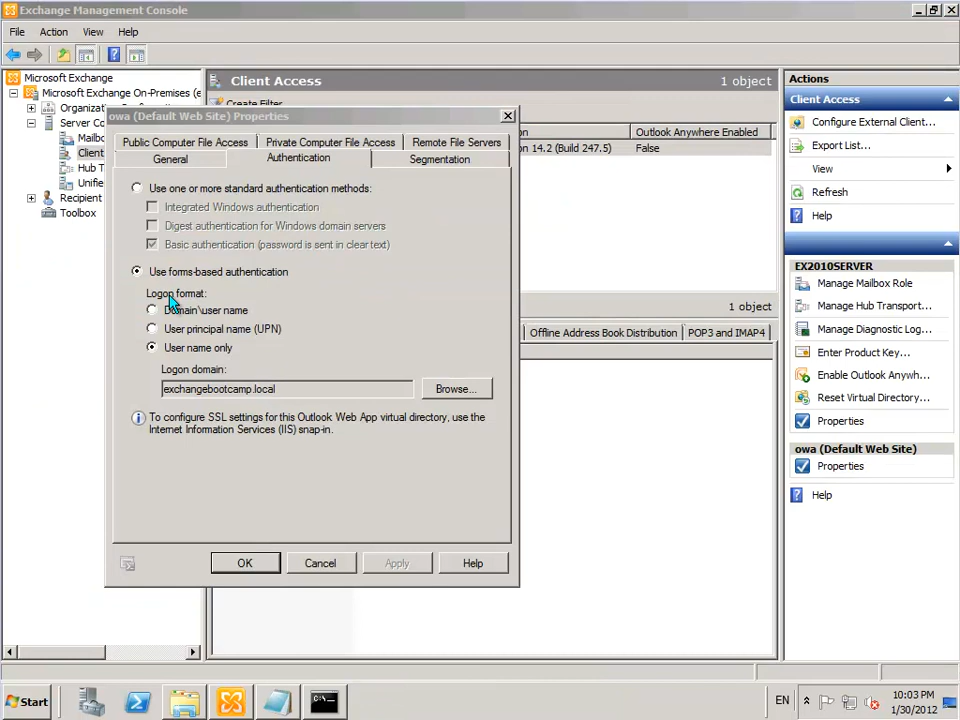 Exchange Management Console
File Action View Help
Microsoft Exchange
Microsoft Exchange On-Premises (e
Server Co
Client
Hub T
Unifie
Recipient
Toolbox
Client Access
1 object
Create Filter
Outlook Anywhere Enabled
on 14.2 (Build 247.5)
False
1 object
Offline Address Book Distribution
POP3 and IMAP4
owa (Default Web Site) Properties
Public Computer File Access
Private Computer File Access
Remote File Servers
General
Authentication
Segmentation
Use one or more standard authentication methods:
Integrated Windows authentication
Digest authentication for Windows domain servers
Basic authentication (password is sent in clear text)
Use forms-based authentication
Logon format:
Domain\user name
User principal name (UPN)
User name only
Logon domain:
exchangebootcamp.local
Browse...
To configure SSL settings for this Outlook Web App virtual directory, use the
Internet Information Services (IIS) snap-in.
OK
Cancel
Apply
Help
Actions
Client Access
Configure External Client...
Export List...
View
Refresh
Help
EX2010SERVER
Manage Mailbox Role
Manage Hub Transport...
Manage Diagnostic Log...
Enter Product Key...
Enable Outlook Anywh...
Reset Virtual Directory...
Properties
owa (Default Web Site)
Properties
Help
Start
EN
10:03 PM
1/30/2012